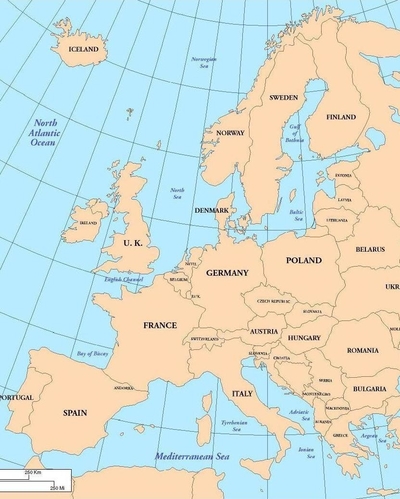 ICELAND
Norwegian
Sea
SWEDEN
FINLAND
North
Atlantic
Ocean
NORWAY
Gulf
of
Bothnia
ESTONIA
North
Sea
LATVIA
DENMARK
Baltic
Sea
LITHUANIA
IRELAND
U. K.
BELARUS
POLAND
NETH.
GERMANY
English Channel
BELGIUM
UKR
LUX.
CZECH REPUBLIC
SLOVAKIA
FRANCE
AUSTRIA
HUNGARY
SWITZERLAND
ROMANIA
Bay of Biscay
SLOVENIA
CROATIA
SERBIA
ANDORRA
BULGARIA
ITALY
MONTENEGRO
PORTUGAL
SPAIN
MACEDONIA
Adriatic
Sea
ALBANIA
Tyrrhenian
Sea
GREECE
Aegean
Sea
Ionian
Sea
Mediterranean Sea
250 Km
250 Mi